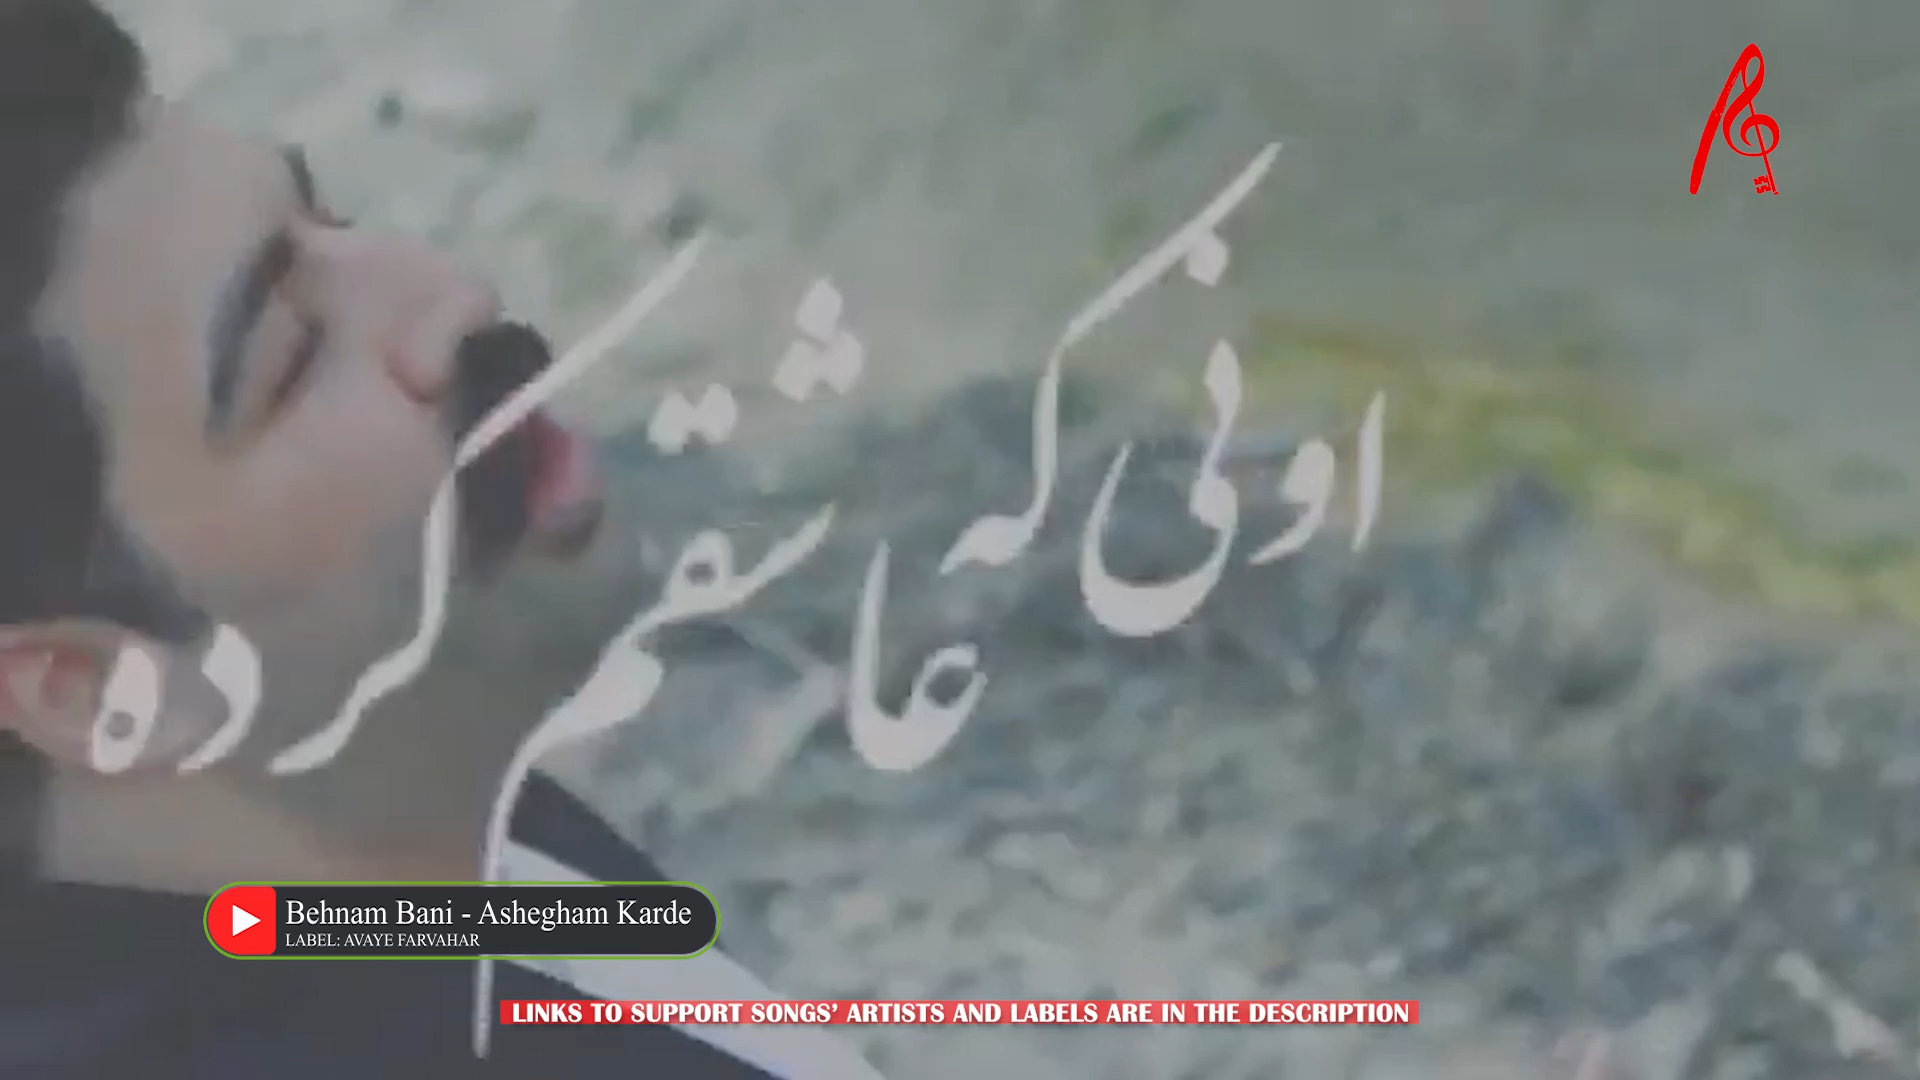 اونی که
عاشقم کرده
Behnam Bani - Ashegham Karde
LABEL: AVAYE FARVAHAR
LINKS TO SUPPORT SONGS’ ARTISTS AND LABELS ARE IN THE DESCRIPTION